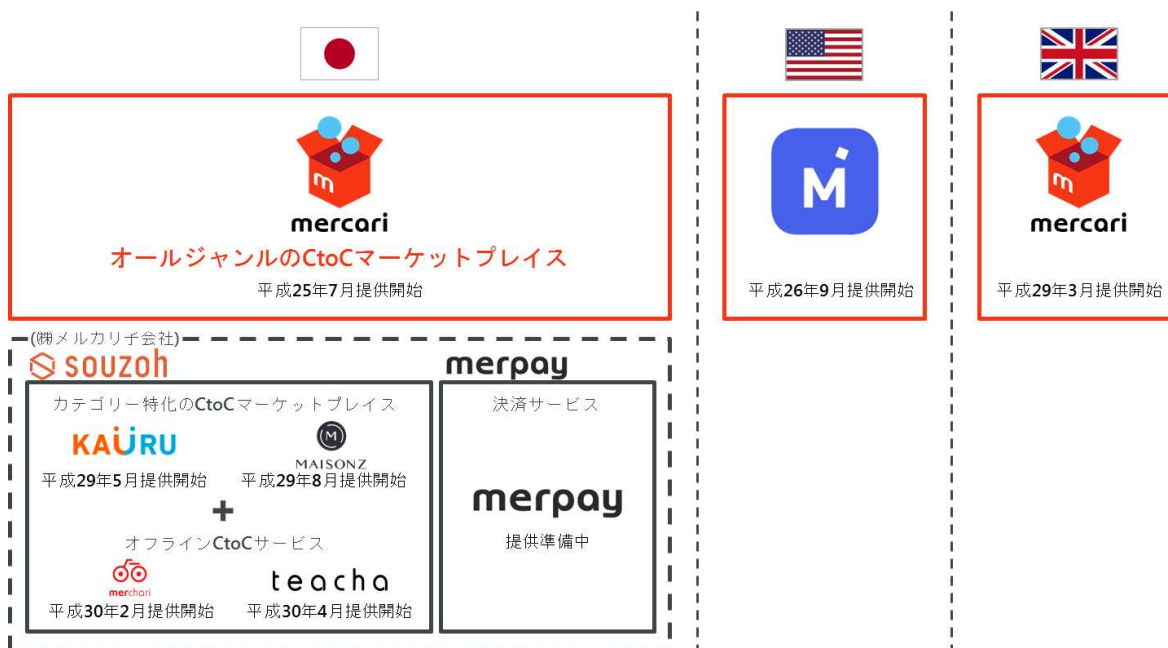 m
mercari
オールジャンルのCtoCマーケットプレイス
平成25年7月提供開始
M
平成26年9月提供開始
m
mercari
平成29年3月提供開始
(㈱メルカリ子会社)
souzoh
merpay
カテゴリー特化のCtoCマーケットプレイス
決済サービス
KAURU
M
MAISONZ
平成29年5月提供開始
平成29年8月提供開始
+
merpay
提供準備中
オフラインCtoCサービス
merchari
teacha
平成30年2月提供開始
平成30年4月提供開始